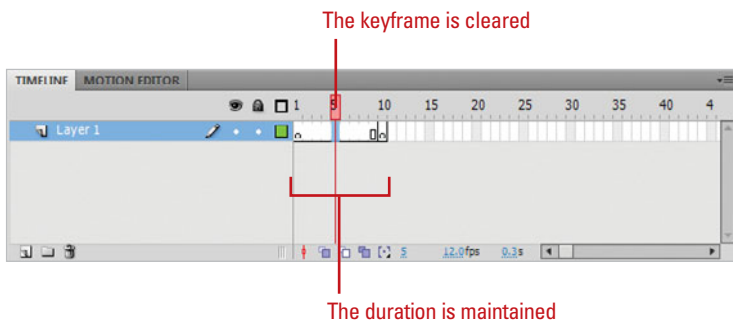 The keyframe is cleared
TIMELINE MOTION EDITOR
1 5 10 15 20 25 30 35 40 4
Layer 1
5 12.0fps 0.3s
The duration is maintained